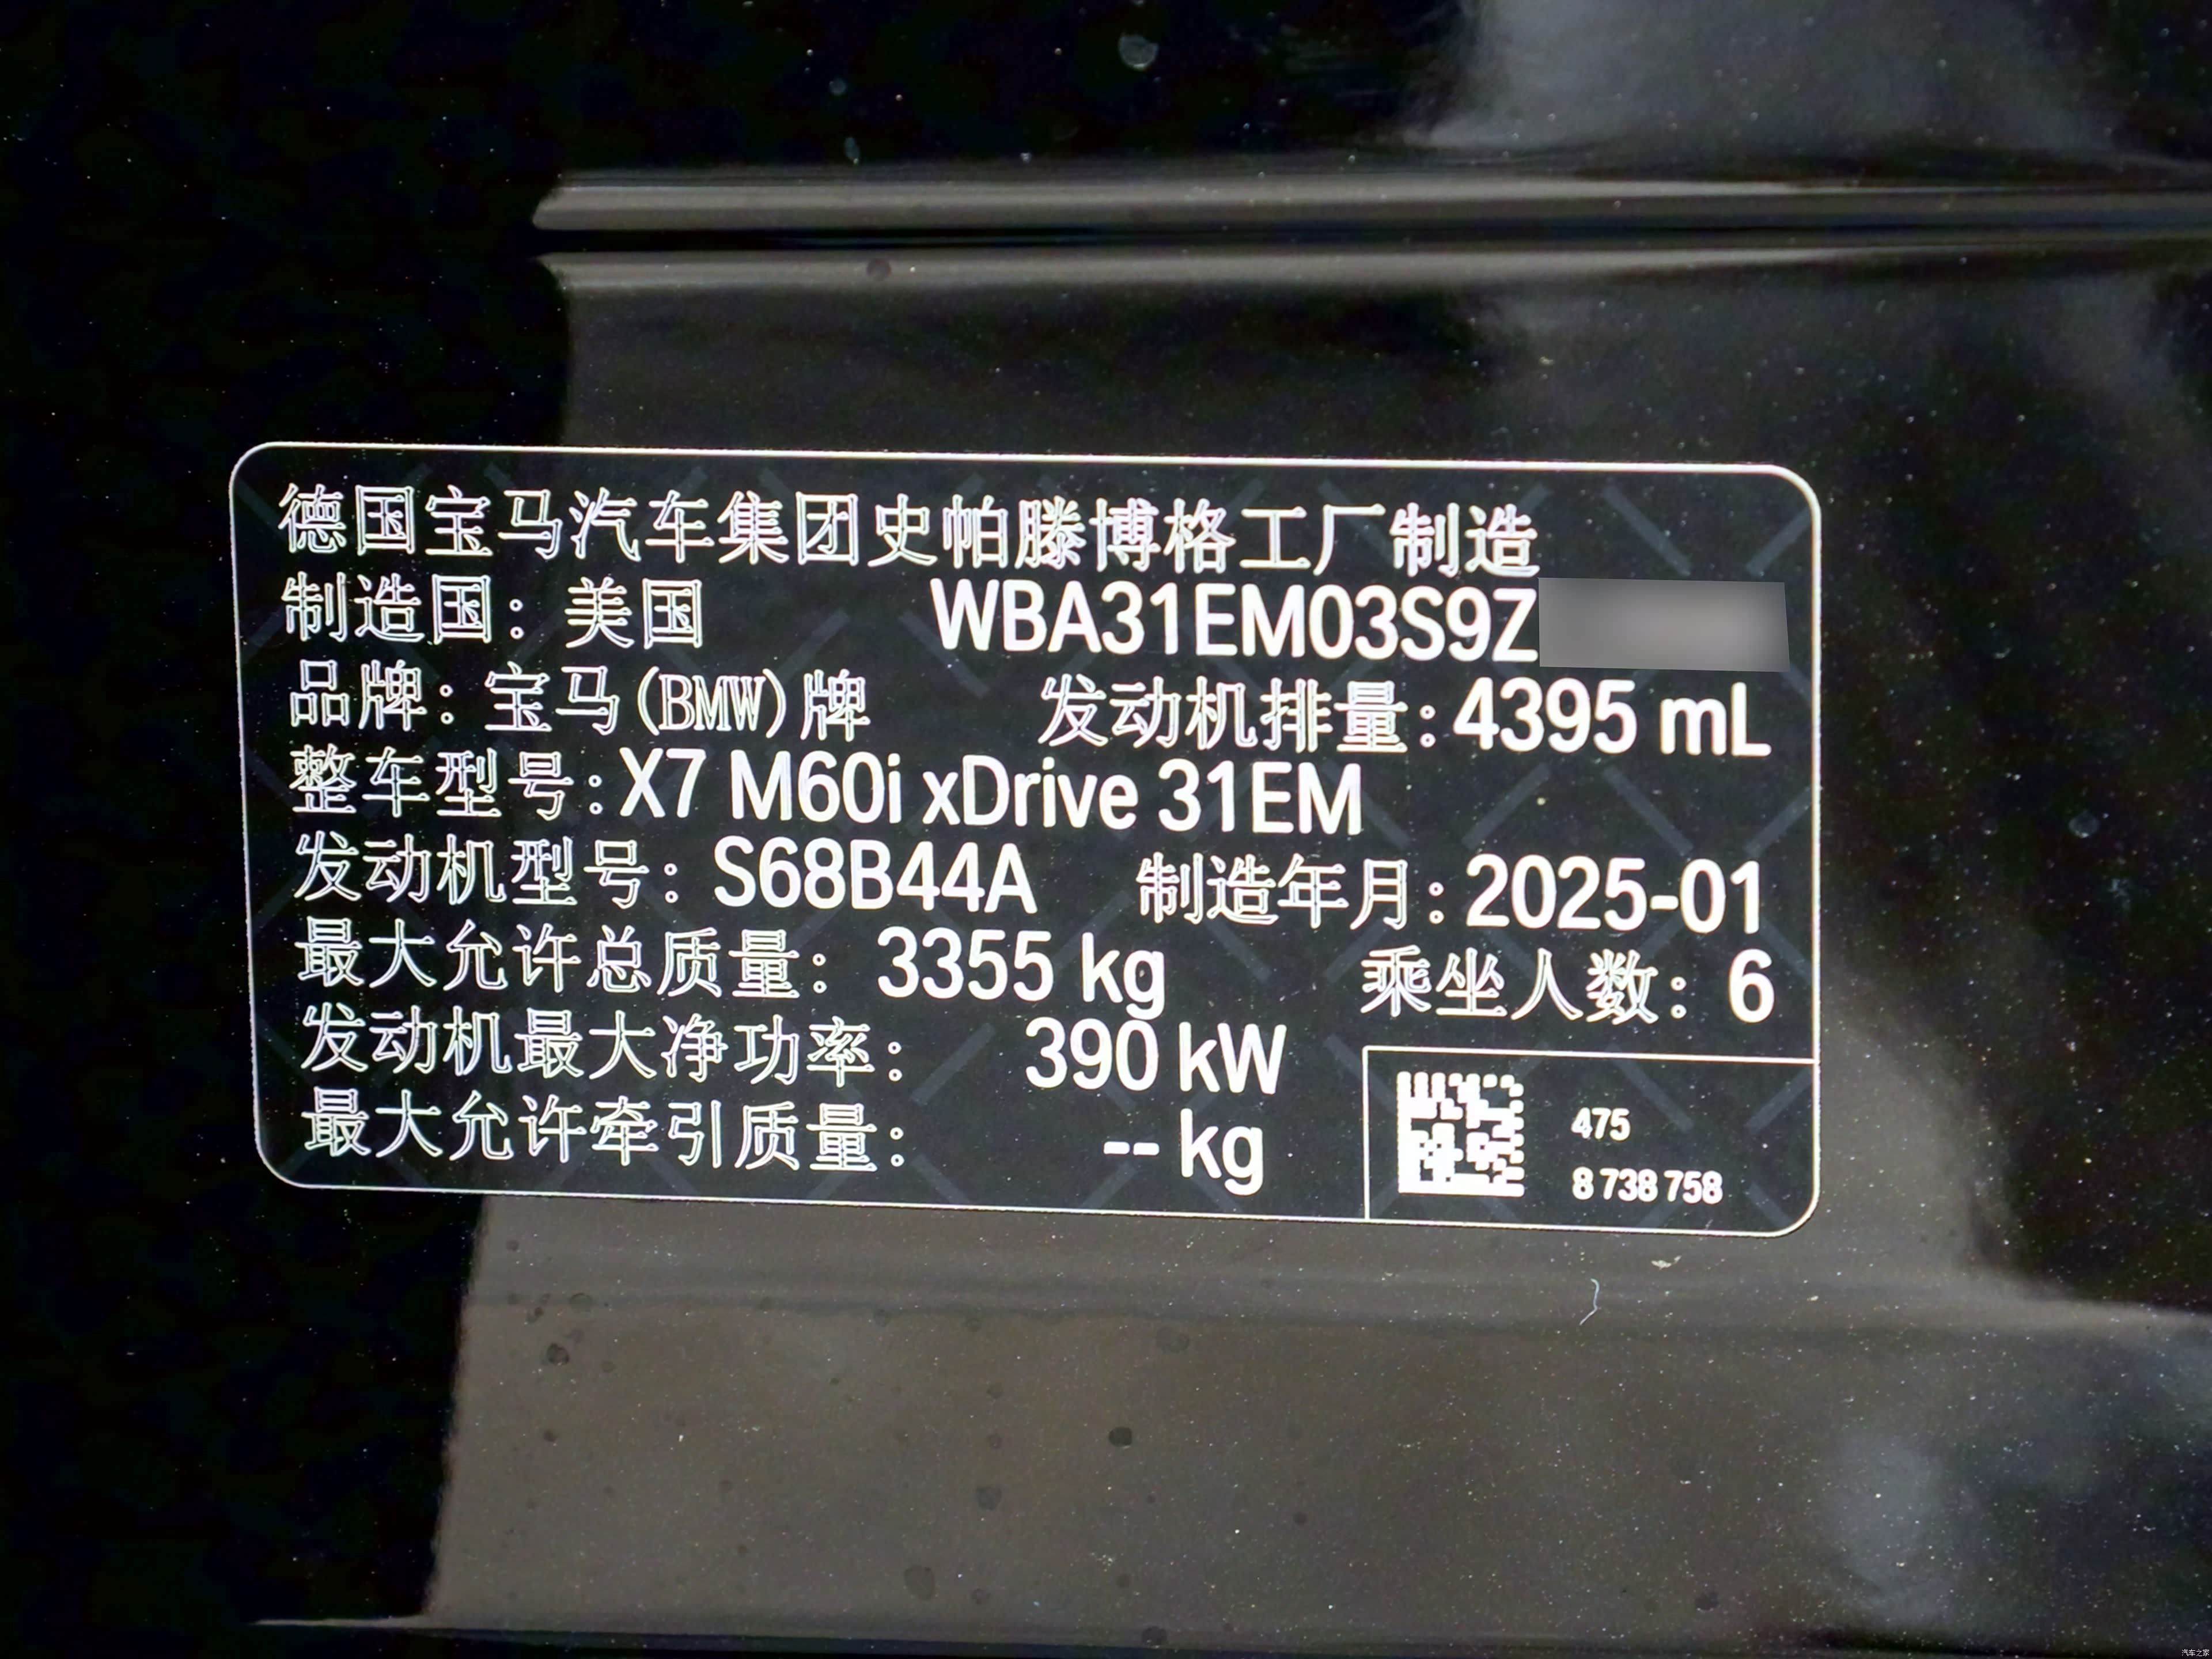 德国宝马汽车集团史帕滕博格工厂制造
制造国：美国 WBA31EM03S9Z
品牌：宝马(BMW)牌 发动机排量：4395 mL
整车型号：X7 M60i xDrive 31EM
发动机型号：S68B44A 制造年月：2025-01
最大允许总质量：3355 kg 乘坐人数：6
发动机最大净功率：390 kW
最大允许牵引质量：-- kg
475
8 738 758
汽车之家